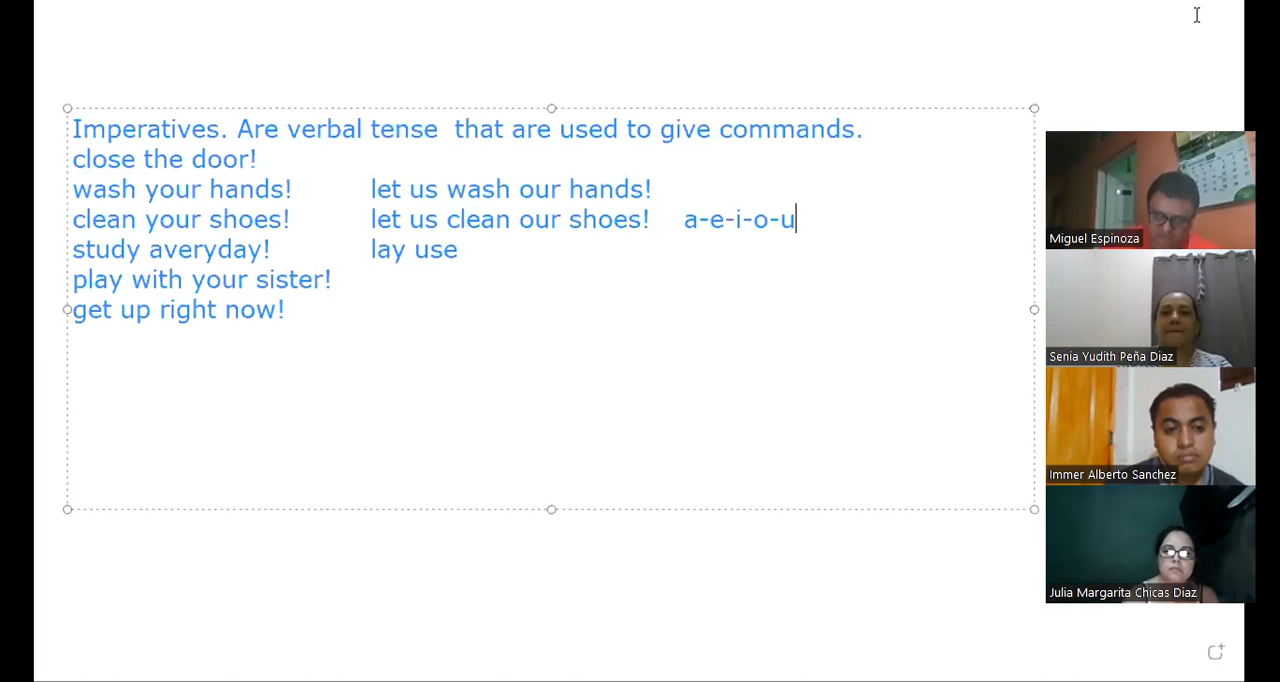 Imperatives. Are verbal tense  that are used to give commands.
close the door!
wash your hands! let us wash our hands!
clean your shoes! let us clean our shoes! a-e-i-o-u
study averyday! lay use
play with your sister!
get up right now!
Miguel Espinoza
Senia Yudith Peña Diaz
Immer Alberto Sanchez
Julia Margarita Chicas Diaz